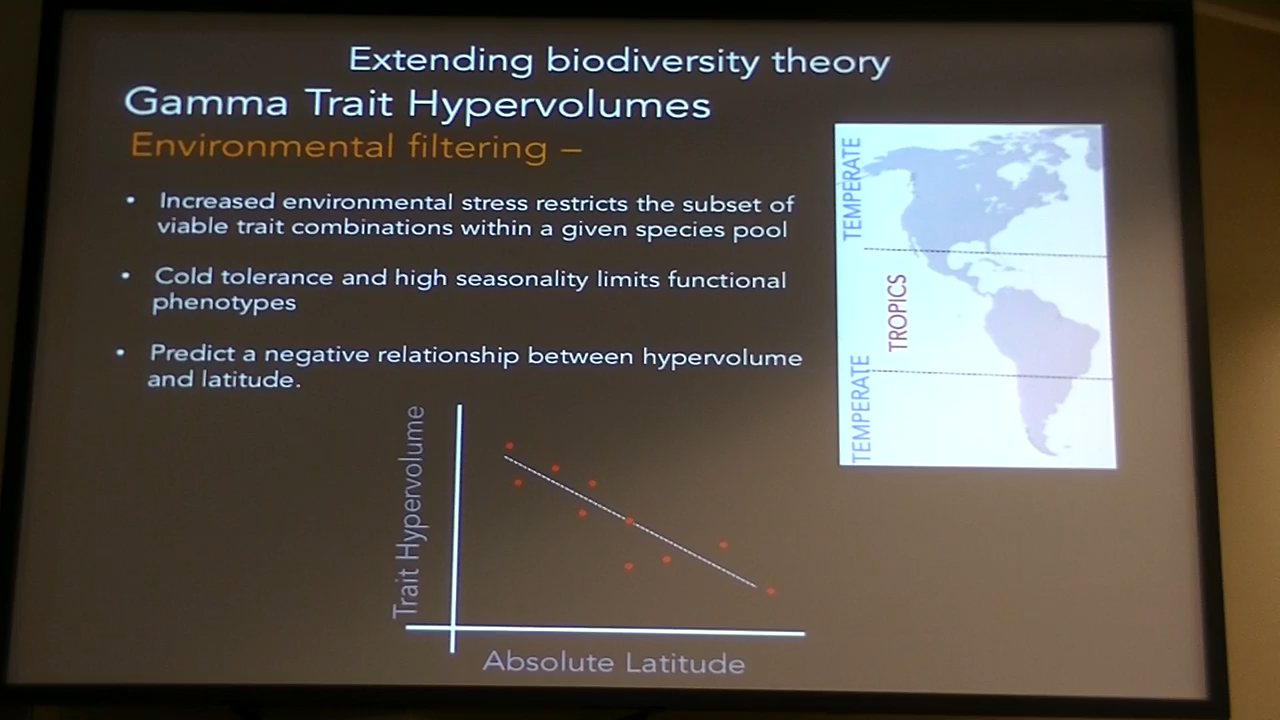 Extending biodiversity theory
Gamma Trait Hypervolumes
Environmental filtering –
• Increased environmental stress restricts the subset of
viable trait combinations within a given species pool
• Cold tolerance and high seasonality limits functional
phenotypes
• Predict a negative relationship between hypervolume
and latitude.
TEMPERATE
TROPICS
TEMPERATE
Trait Hypervolume
Absolute Latitude